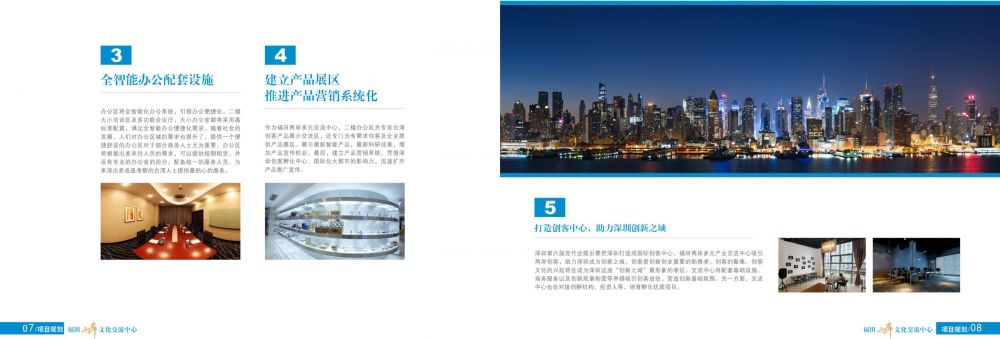 3
全智能办公配套设施
办公区将全智能化办公系统，引领办公便捷化。二楼
大小洽谈区及多功能会议厅，大小办公室都将采用高
标准配置，满足全智能办公便捷化需求。随着社会的
发展，人们对办公区域的要求也提升了，提供一个便
捷舒适的办公区对于部分商务人士尤为重要。办公区
将根据出差来往人员的需求，可以提供短期租赁，并
设有专业的办公室的前台，配备统一的服务人员，为
来深出差或是考察的台湾人士提供最贴心的服务。
4
建立产品展区
推进产品营销系统化
作为福田两岸多元交流中心，二楼办公区另专设台湾
创客产品展示交流区，还专门为有需求创客及企业提
供产品展区，展示最新智能产品，最新科研成果，增
加产品宣传机会。最后，建立产品营销系统，凭借深
圳创客孵化中心、国际化大都市的影响力，迅速扩开
产品推广宣传。
5
打造创客中心，助力深圳创新之城
深圳第六届党代会提出要把深圳打造成国际创客中心，福田两岸多元产业交流中心吸引
两岸创客，助力深圳成为创新之城。创客是创新创业重要的助推者，创客的聚集、创客
文化的兴起将会成为深圳这座“创新之城”最形象的表征。交流中心将配套基础设施、
商务服务以及创新规章制度等举措吸引创客进驻，营造创新基础氛围。另一方面，交流
中心也会对接创孵机构、投资人等，培育孵化优质项目。
07/项目规划 福田两岸文化交流中心
福田两岸文化交流中心 项目规划/08